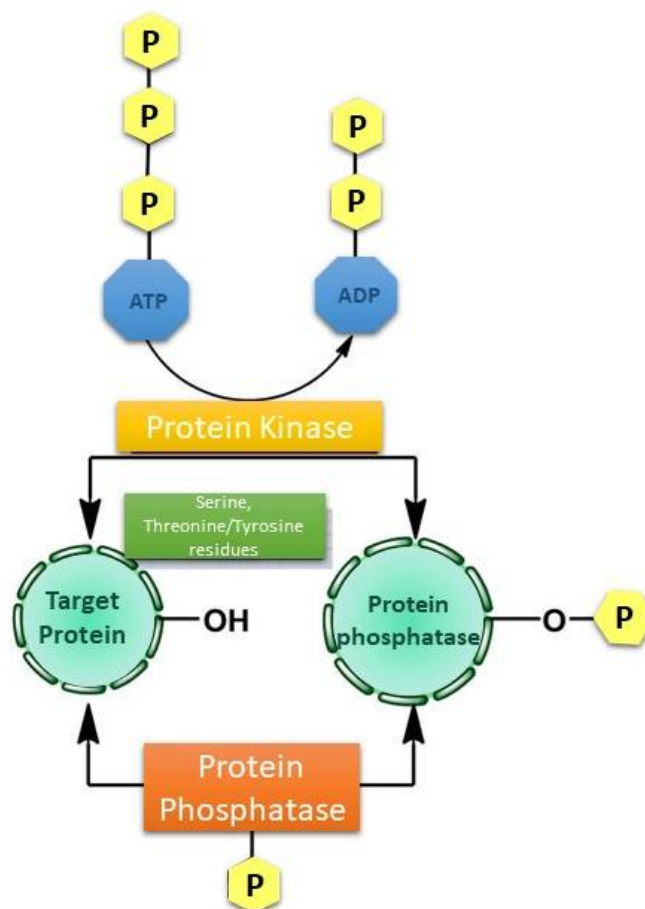 P
P
P
P
P
ATP
ADP
Protein Kinase
Serine,
Threonine/Tyrosine
residues
Target
Protein
OH
Protein
phosphatase
O
P
Protein
Phosphatase
P